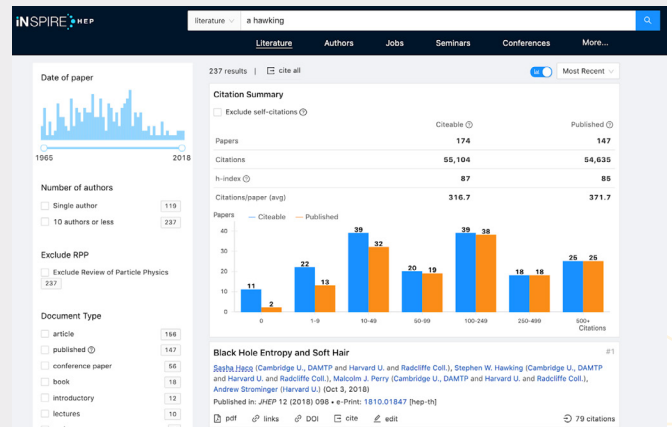 iNSPIRE HEP
literature
a hawking
Literature
Authors
Jobs
Seminars
Conferences
More...
Date of paper
1965
2018
Number of authors
Single author 119
10 authors or less 237
Exclude RPP
Exclude Review of Particle Physics
237
Document Type
article 156
published 147
conference paper 56
book 18
introductory 12
lectures 10
237 results | cite all
Most Recent
Citation Summary
Exclude self-citations
Citeable Published
Papers 174 147
Citations 55,104 54,635
h-index 87 85
Citations/paper (avg) 316.7 371.7
Papers Citeable Published
40
30
20
10
0
11 2 22 13 39 32 20 19 39 38 18 18 25 25
0 1-9 10-49 50-99 100-249 250-499 500+
Citations
Black Hole Entropy and Soft Hair #1
Sasha Haco (Cambridge U., DAMTP and Harvard U. and Radcliffe Coll.), Stephen W. Hawking (Cambridge U., DAMTP
and Harvard U. and Radcliffe Coll.), Malcolm J. Perry (Cambridge U., DAMTP and Harvard U. and Radcliffe Coll.),
Andrew Strominger (Harvard U.) (Oct 3, 2018)
Published in: JHEP 12 (2018) 098 • e-Print: 1810.01847 [hep-th]
pdf links DOI cite edit 79 citations